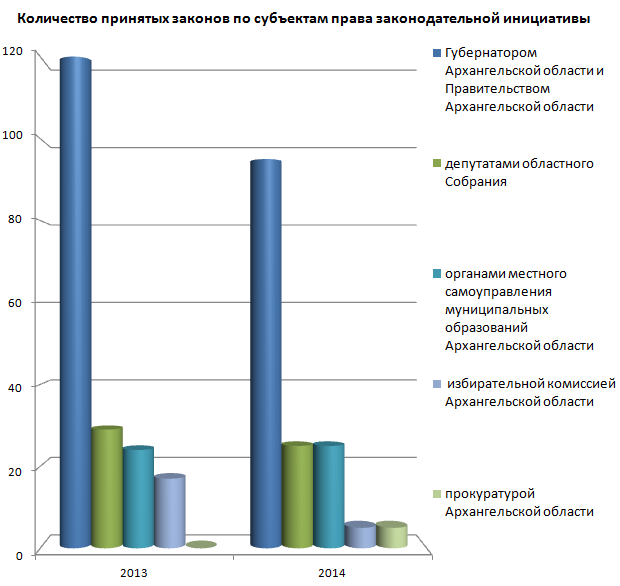 Количество принятых законов по субъектам права законодательной инициативы
120
100
80
60
40
20
0
2013
2014
Губернатором
Архангельской области и
Правительством
Архангельской области
депутатами областного
Собрания
органами местного
самоуправления
муниципальных
образований
Архангельской области
избирательной комиссией
Архангельской области
прокуратурой
Архангельской области